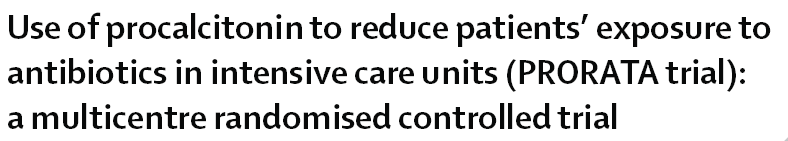 Use of procalcitonin to reduce patients’ exposure to
antibiotics in intensive care units (PRORATA trial):
a multicentre randomised controlled trial